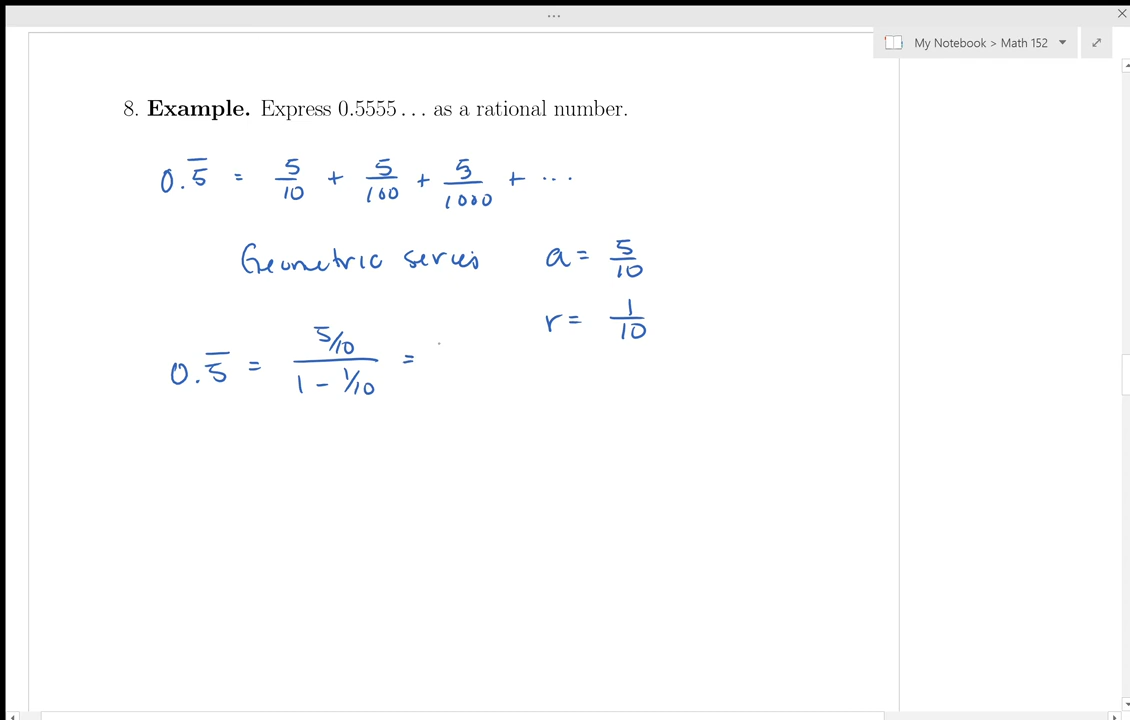 ...
My Notebook > Math 152
8. Example. Express 0.5555... as a rational number.
0.5̅ = 5/10 + 5/100 + 5/1000 + ...
Geometric series a = 5/10
r = 1/10
0.5̅ = (5/10)/(1 - 1/10) =